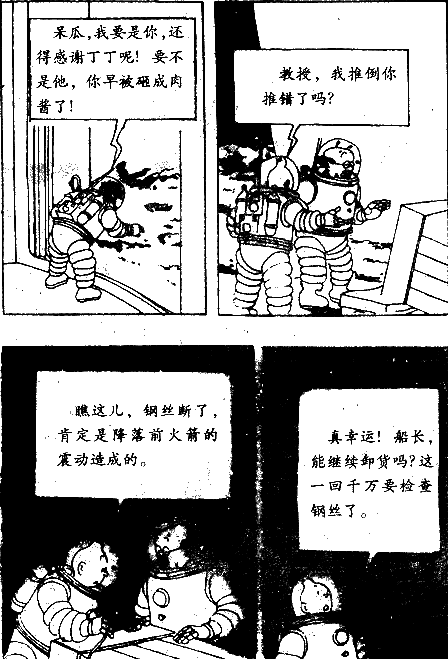 呆瓜,我要是你,还
得感谢丁丁呢! 要不
是他，你早被砸成肉
酱了!
教授，我推倒你
推错了吗?
瞧这儿，钢丝断了，
肯定是降落前火箭的
震动造成的。
真幸运! 船长，
能继续卸货吗?这
一回千万要检查
钢丝了。